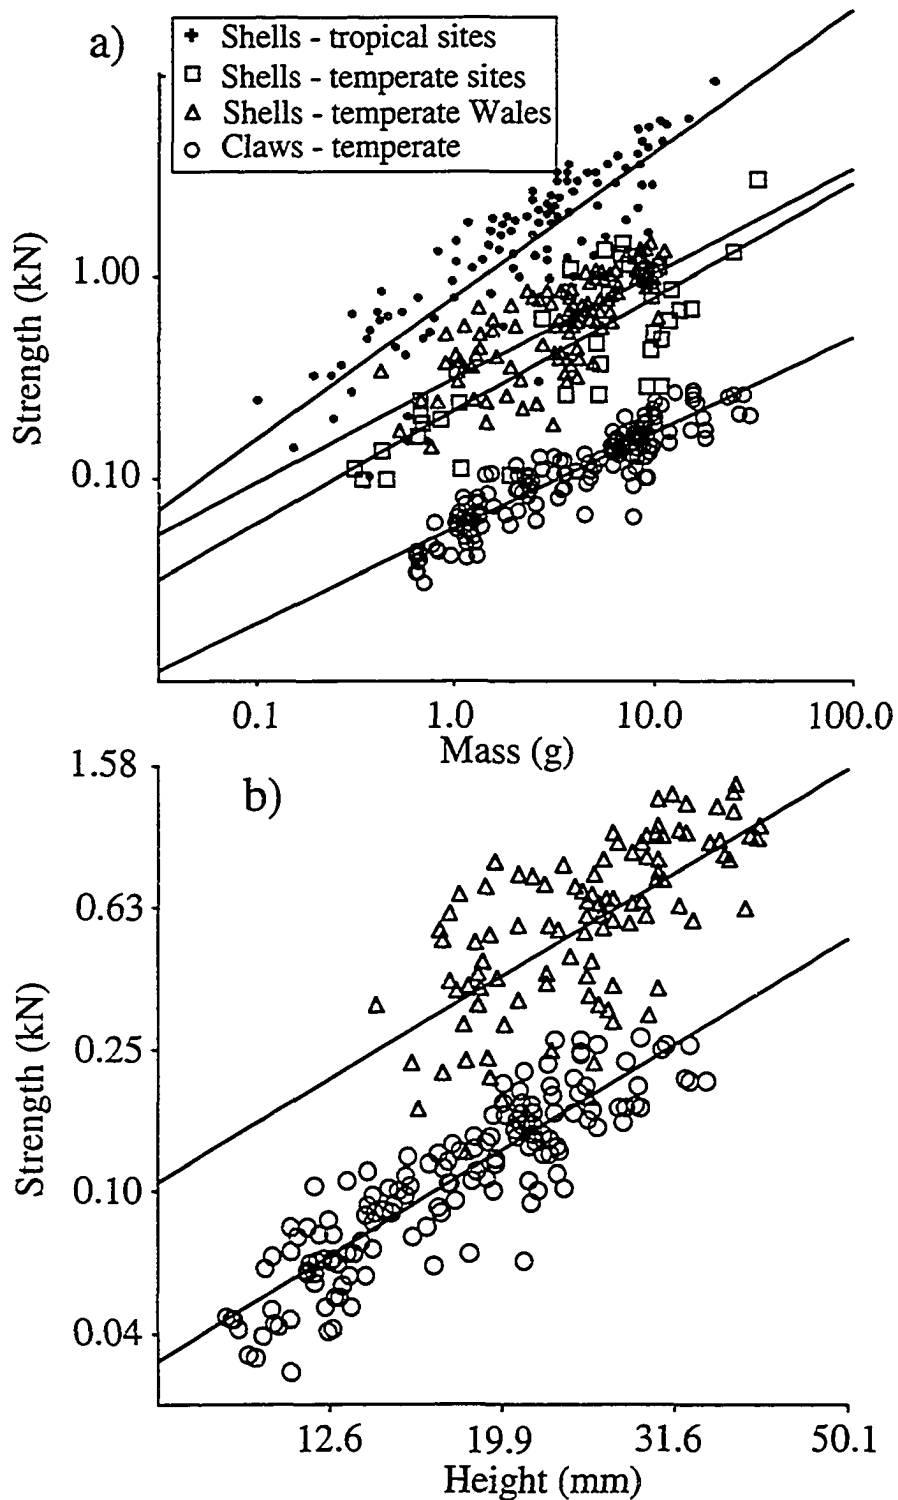 a)
Shells - tropical sites
Shells - temperate sites
Shells - temperate Wales
Claws - temperate
Strength (kN)
1.00
0.10
0.1 1.0 10.0 100.0
Mass (g)
b)
Strength (kN)
1.58
0.63
0.25
0.10
0.04
12.6 19.9 31.6 50.1
Height (mm)